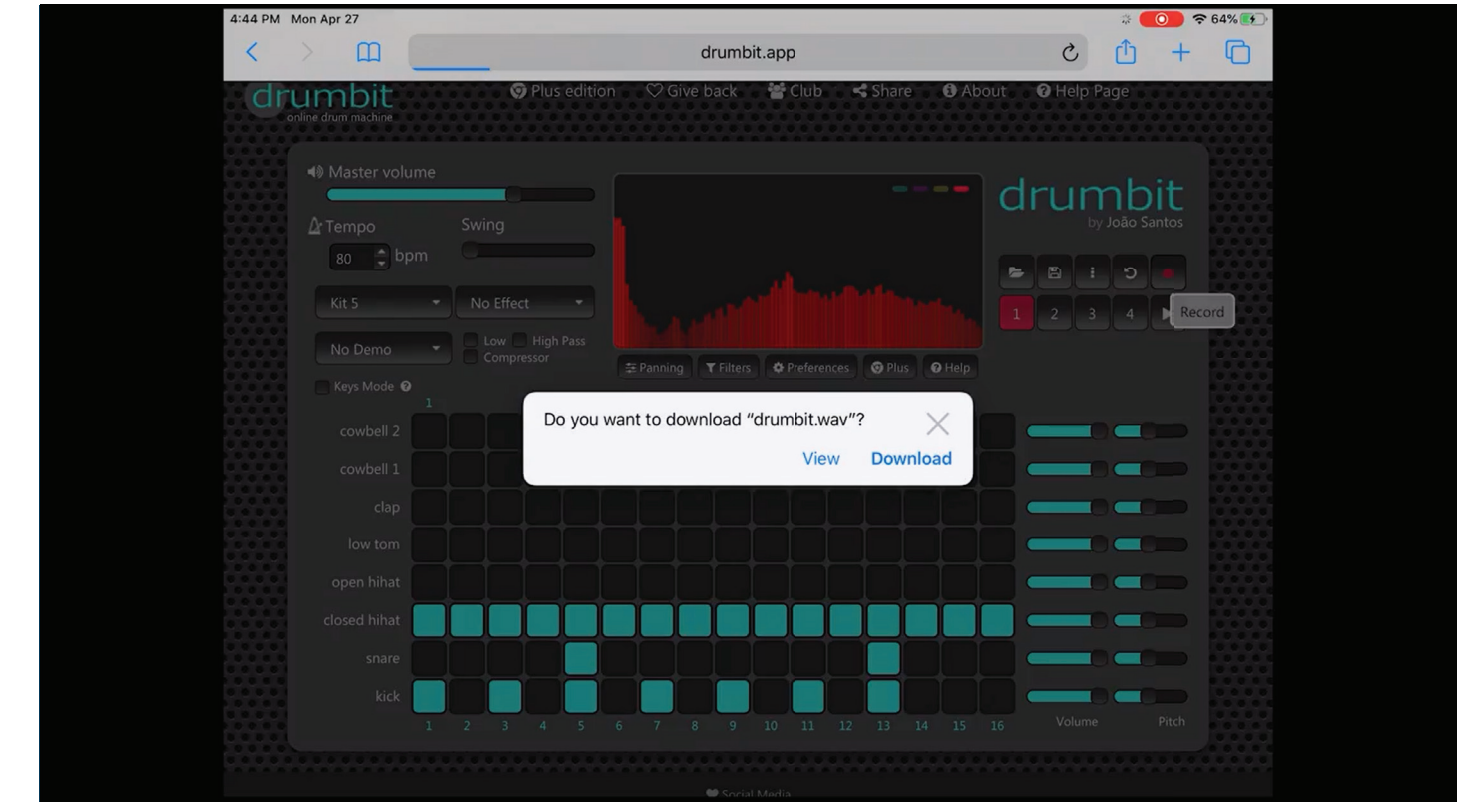 4:44 PM Mon Apr 27
64%
drumbit.app
drumbit
online drum machine
Plus edition
Give back
Club
Share
About
Help Page
Master volume
Tempo
Swing
80
bpm
Kit 5
No Effect
No Demo
Low
High Pass
Compressor
Keys Mode
drumbit
by João Santos
1
2
3
4
Record
Panning
Filters
Preferences
Plus
Help
1
Do you want to download “drumbit.wav”?
View
Download
cowbell 2
cowbell 1
clap
low tom
open hihat
closed hihat
snare
kick
1 2 3 4 5 6 7 8 9 10 11 12 13 14 15 16
Volume
Pitch
Social Media